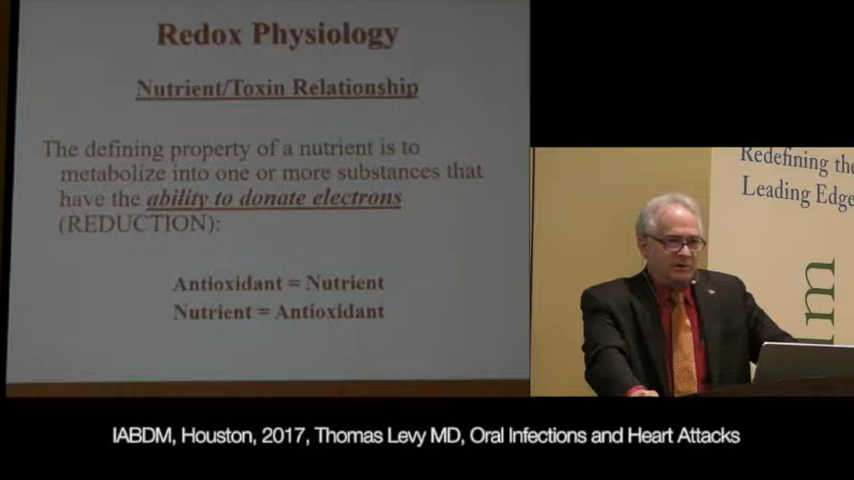 Redox Physiology
Nutrient/Toxin Relationship
The defining property of a nutrient is to
metabolize into one or more substances that
have the ability to donate electrons
(REDUCTION):
Antioxidant = Nutrient
Nutrient = Antioxidant
Redefining the
Leading Edge
m
IABDM, Houston, 2017, Thomas Levy MD, Oral Infections and Heart Attacks